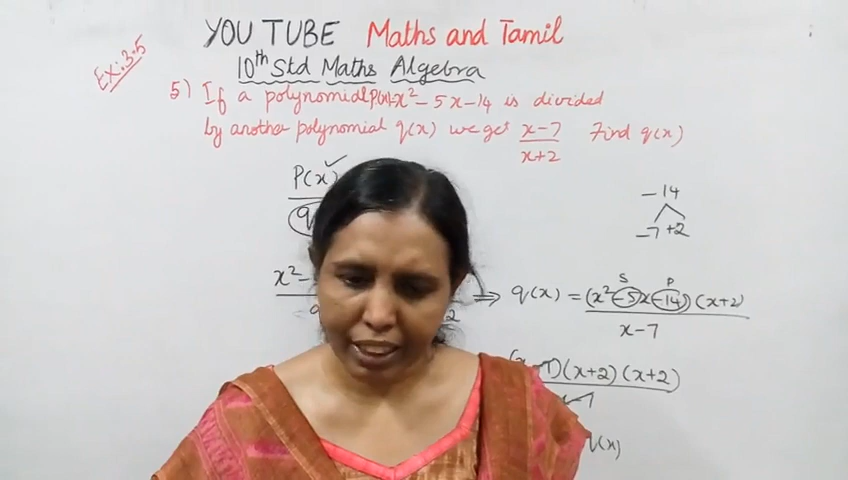 YOU TUBE Maths and Tamil
Ex:3.5
10th Std Maths Algebra
5) If a polynomial P(x)=x² - 5x - 14 is divided
by another polynomial q(x) we get x-7/x+2 Find q(x)
P(x)
-14
-7 +2
x² -
⇒ q(x) = (x² -5x -14)(x+2)/x-7
S P
(x+2)(x+2)
q(x)